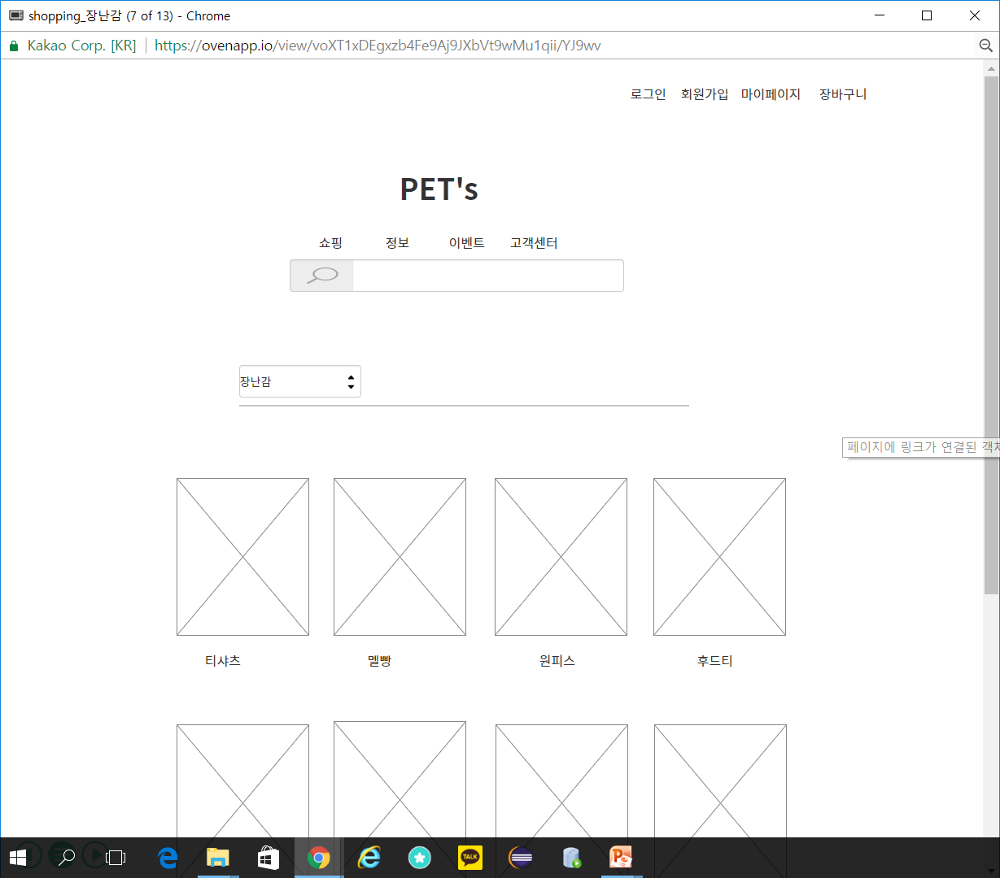 shopping_장난감 (7 of 13) - Chrome
Kakao Corp. [KR] https://ovenapp.io/view/voXT1xDEgxzb4Fe9Aj9JXbVt9wMu1qii/YJ9wv
로그인 회원가입 마이페이지 장바구니
PET's
쇼핑 정보 이벤트 고객센터
장난감
페이지에 링크가 연결된 객체
티샤츠 멜빵 원피스 후드티
TALK